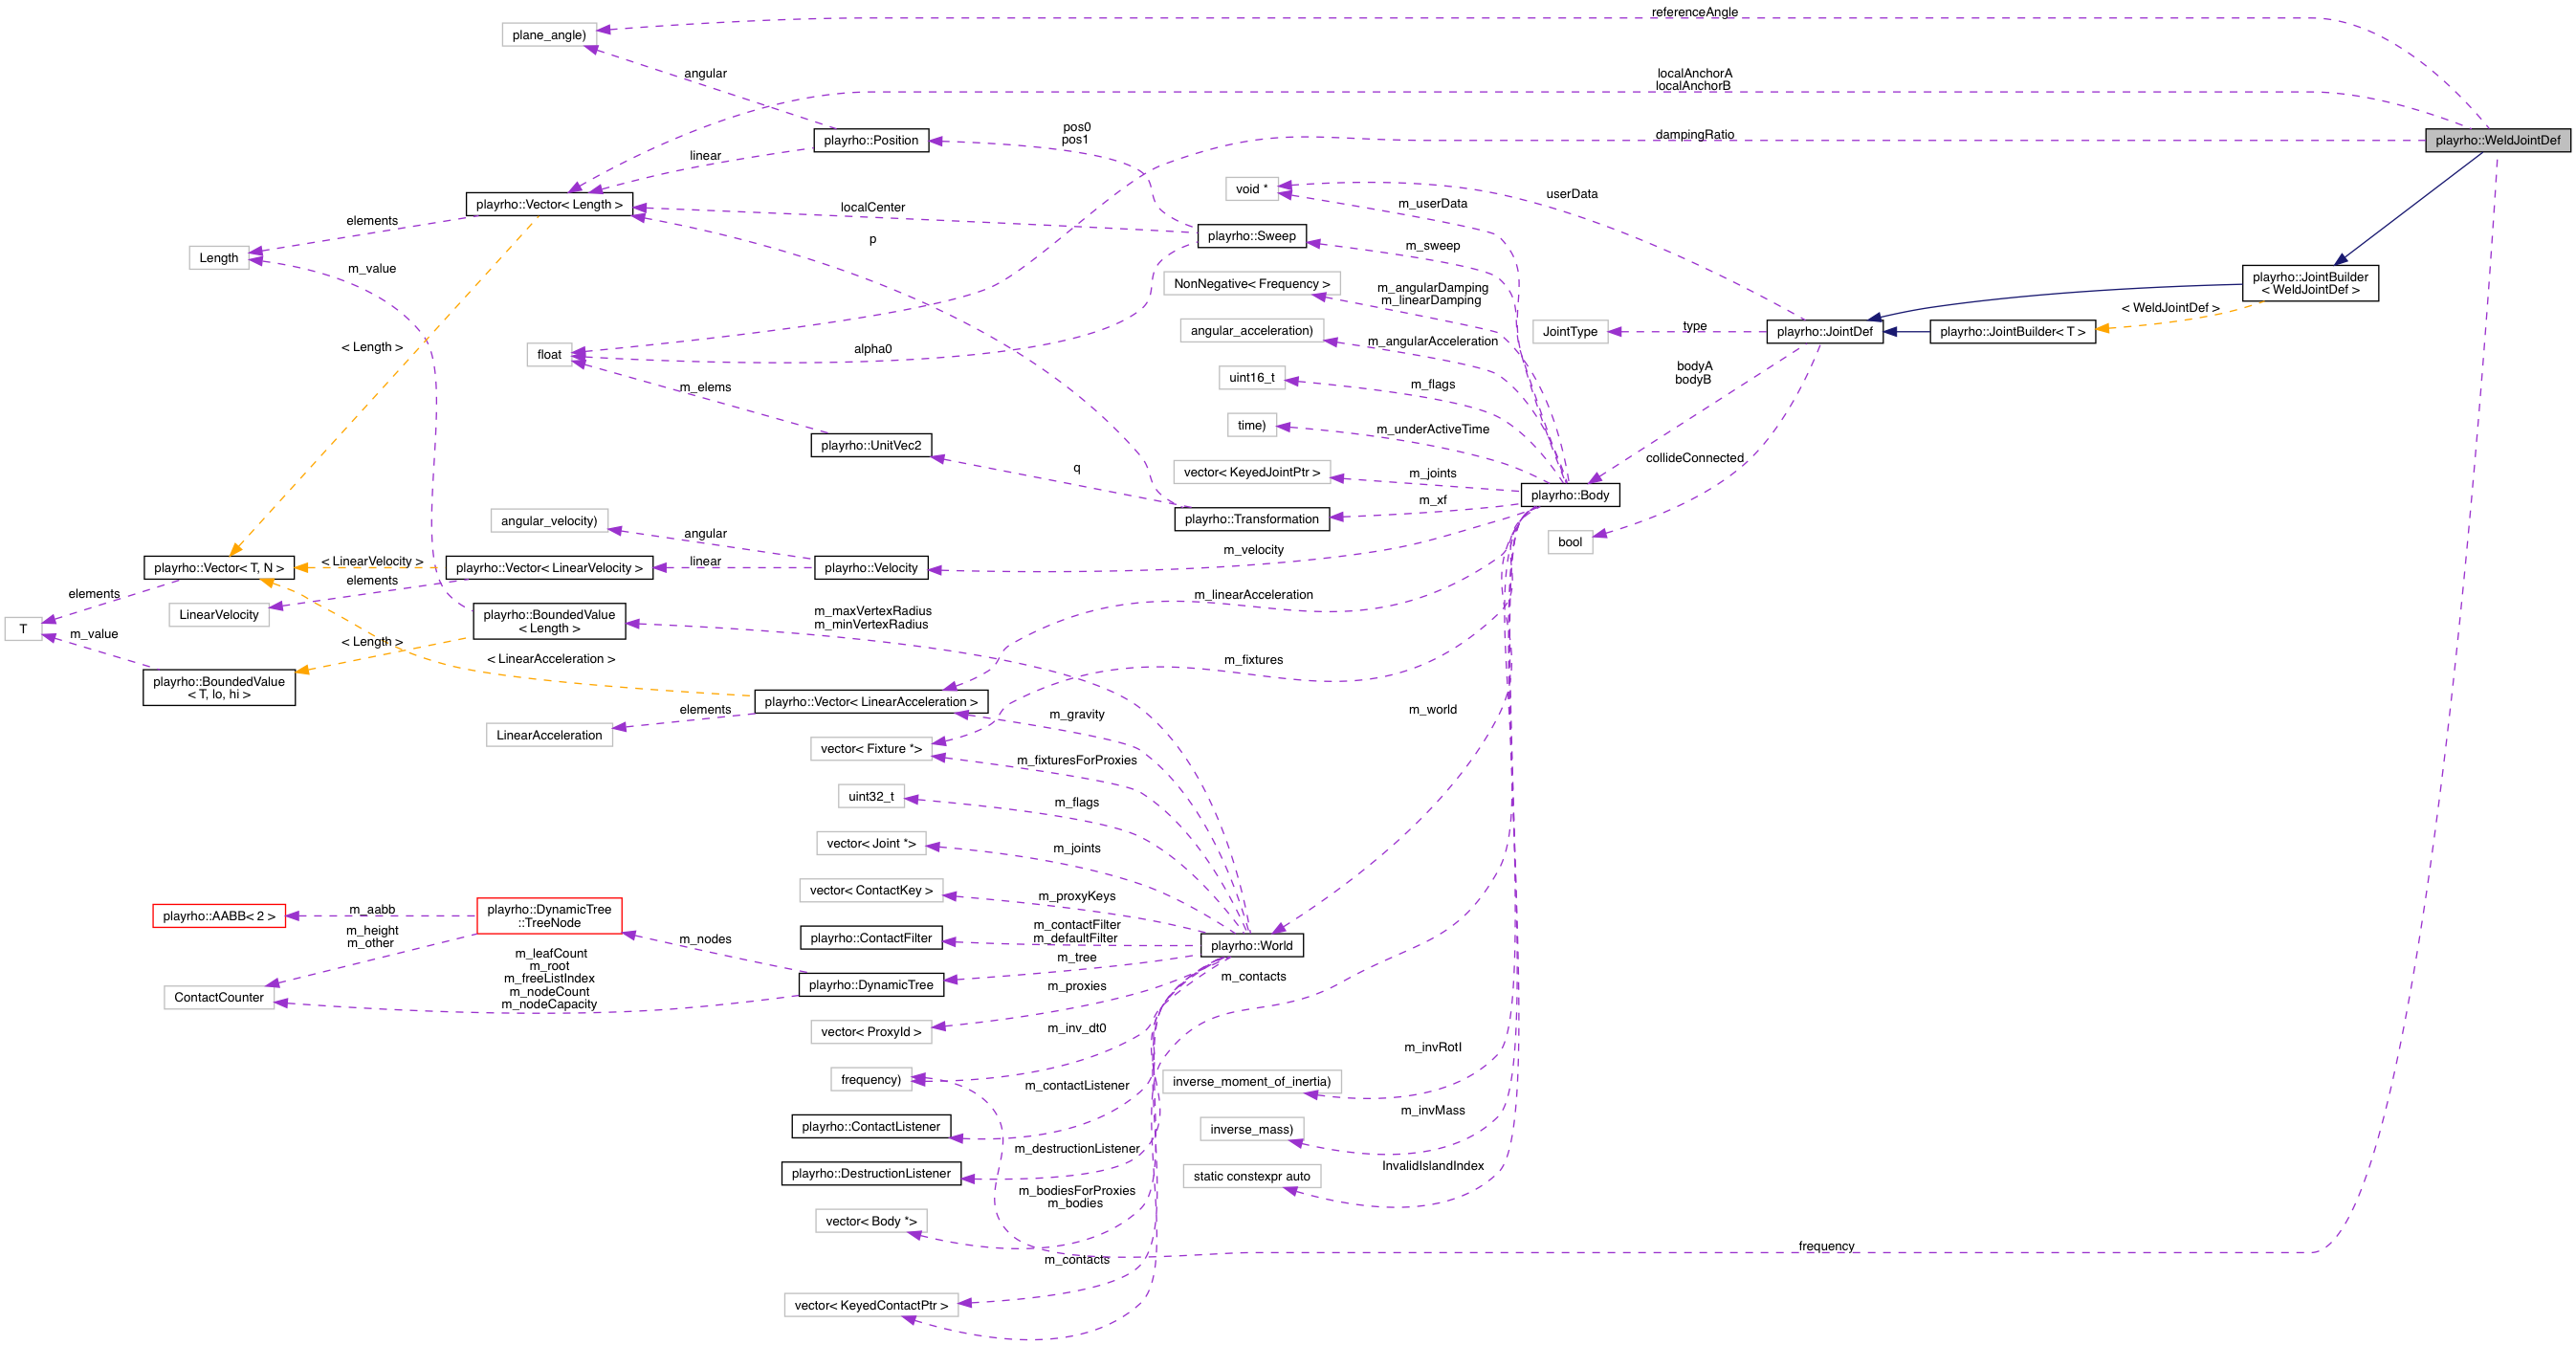 referenceAngle
plane_angle)
angular
localAnchorA
localAnchorB
pos0
pos1
dampingRatio
playrho::Position
playrho::WeldJointDef
linear
void *
userData
playrho::Vector< Length >
localCenter
m_userData
elements
p
playrho::Sweep
m_sweep
Length
m_value
NonNegative< Frequency >
m_angularDamping
m_linearDamping
playrho::JointBuilder
< WeldJointDef >
< WeldJointDef >
angular_acceleration)
m_angularAcceleration
JointType
type
playrho::JointDef
playrho::JointBuilder< T >
< Length >
float
alpha0
uint16_t
m_flags
bodyA
bodyB
m_elems
time)
m_underActiveTime
playrho::UnitVec2
q
vector< KeyedJointPtr >
m_joints
collideConnected
playrho::Body
m_xf
angular_velocity)
playrho::Transformation
angular
bool
m_velocity
playrho::Vector< T, N >
< LinearVelocity >
playrho::Vector< LinearVelocity >
linear
playrho::Velocity
elements
elements
LinearVelocity
m_linearAcceleration
T
m_value
playrho::BoundedValue
< Length >
m_maxVertexRadius
m_minVertexRadius
< Length >
< LinearAcceleration >
m_fixtures
playrho::BoundedValue
< T, lo, hi >
playrho::Vector< LinearAcceleration >
elements
m_gravity
m_world
LinearAcceleration
vector< Fixture *>
m_fixturesForProxies
uint32_t
m_flags
vector< Joint *>
m_joints
vector< ContactKey >
m_proxyKeys
playrho::AABB< 2 >
m_aabb
playrho::DynamicTree
::TreeNode
m_height
m_other
m_nodes
playrho::ContactFilter
m_contactFilter
m_defaultFilter
playrho::World
m_tree
m_leafCount
m_root
m_freeListIndex
m_nodeCount
m_nodeCapacity
ContactCounter
playrho::DynamicTree
m_proxies
m_contacts
vector< ProxyId >
m_inv_dt0
m_invRotI
frequency)
m_contactListener
inverse_moment_of_inertia)
m_invMass
playrho::ContactListener
inverse_mass)
m_destructionListener
InvalidIslandIndex
playrho::DestructionListener
static constexpr auto
m_bodiesForProxies
m_bodies
vector< Body *>
frequency
m_contacts
vector< KeyedContactPtr >